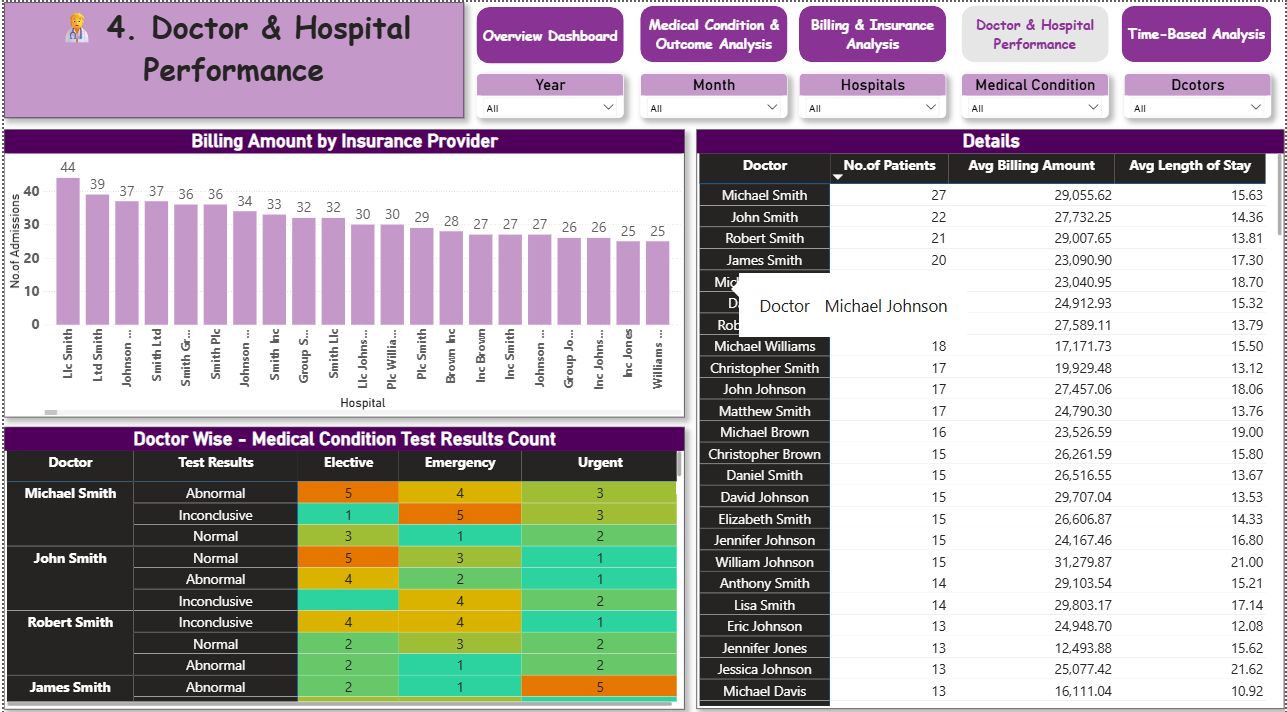 4. Doctor & Hospital
Performance
Overview Dashboard
Medical Condition &
Outcome Analysis
Billing & Insurance
Analysis
Doctor & Hospital
Performance
Time-Based Analysis
Year
All
Month
All
Hospitals
All
Medical Condition
All
Dcotors
All
Billing Amount by Insurance Provider
No.of Admissions
40
30
20
10
0
44 39 37 37 36 36 34 33 32 32 30 30 29 28 27 27 27 26 26 25 25
Llc Smith
Ltd Smith
Johnson ...
Smith Ltd
Smith Gr...
Smith Plc
Johnson ...
Smith Inc
Group S...
Smith Llc
Llc Johns...
Plc Willia...
Plc Smith
Brown Inc
Inc Brown
Inc Smith
Johnson ...
Group Jo...
Inc Johns...
Inc Jones
Williams ...
Hospital
Doctor Wise - Medical Condition Test Results Count
Doctor Test Results Elective Emergency Urgent
Michael Smith Abnormal 5 4 3
Inconclusive 1 5 3
Normal 3 1 2
John Smith Normal 5 3 1
Abnormal 4 2 1
Inconclusive 4 2
Robert Smith Inconclusive 4 4 1
Normal 2 3 2
Abnormal 2 1 2
James Smith Abnormal 2 1 5
Details
Doctor No.of Patients Avg Billing Amount Avg Length of Stay
Michael Smith 27 29,055.62 15.63
John Smith 22 27,732.25 14.36
Robert Smith 21 29,007.65 13.81
James Smith 20 23,090.90 17.30
23,040.95 18.70
Doctor Michael Johnson
24,912.93 15.32
27,589.11 13.79
Michael Williams 18 17,171.73 15.50
Christopher Smith 17 19,929.48 13.12
John Johnson 17 27,457.06 18.06
Matthew Smith 17 24,790.30 13.76
Michael Brown 16 23,526.59 19.00
Christopher Brown 15 26,261.59 15.80
Daniel Smith 15 26,516.55 13.67
David Johnson 15 29,707.04 13.53
Elizabeth Smith 15 26,606.87 14.33
Jennifer Johnson 15 24,167.46 16.80
William Johnson 15 31,279.87 21.00
Anthony Smith 14 29,103.54 15.21
Lisa Smith 14 29,803.17 17.14
Eric Johnson 13 24,948.70 12.08
Jennifer Jones 13 12,493.88 15.62
Jessica Johnson 13 25,077.42 21.62
Michael Davis 13 16,111.04 10.92